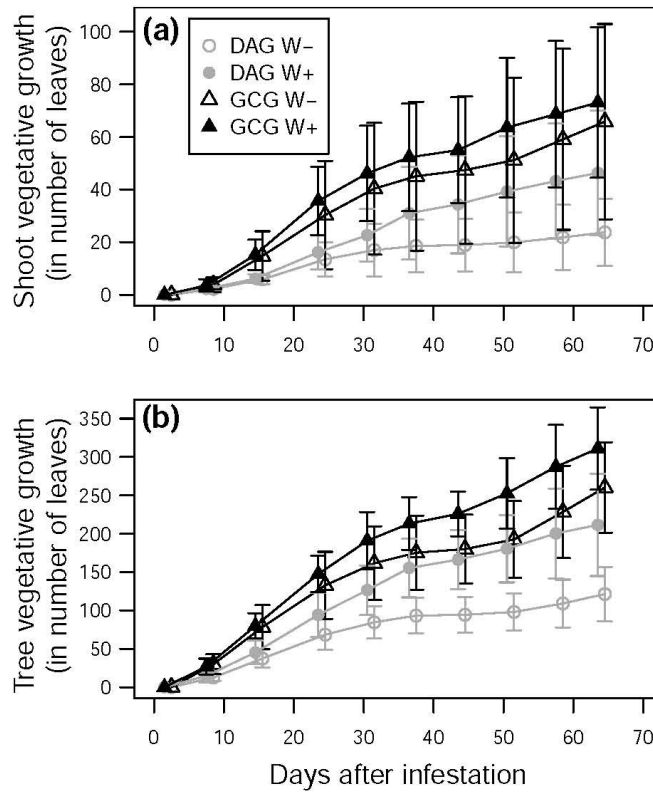 (a)
DAG W−
DAG W+
GCG W−
GCG W+
Shoot vegetative growth
(in number of leaves)
100
80
60
40
20
0
0 10 20 30 40 50 60 70
(b)
Tree vegetative growth
(in number of leaves)
350
300
250
200
150
100
50
0
0 10 20 30 40 50 60 70
Days after infestation